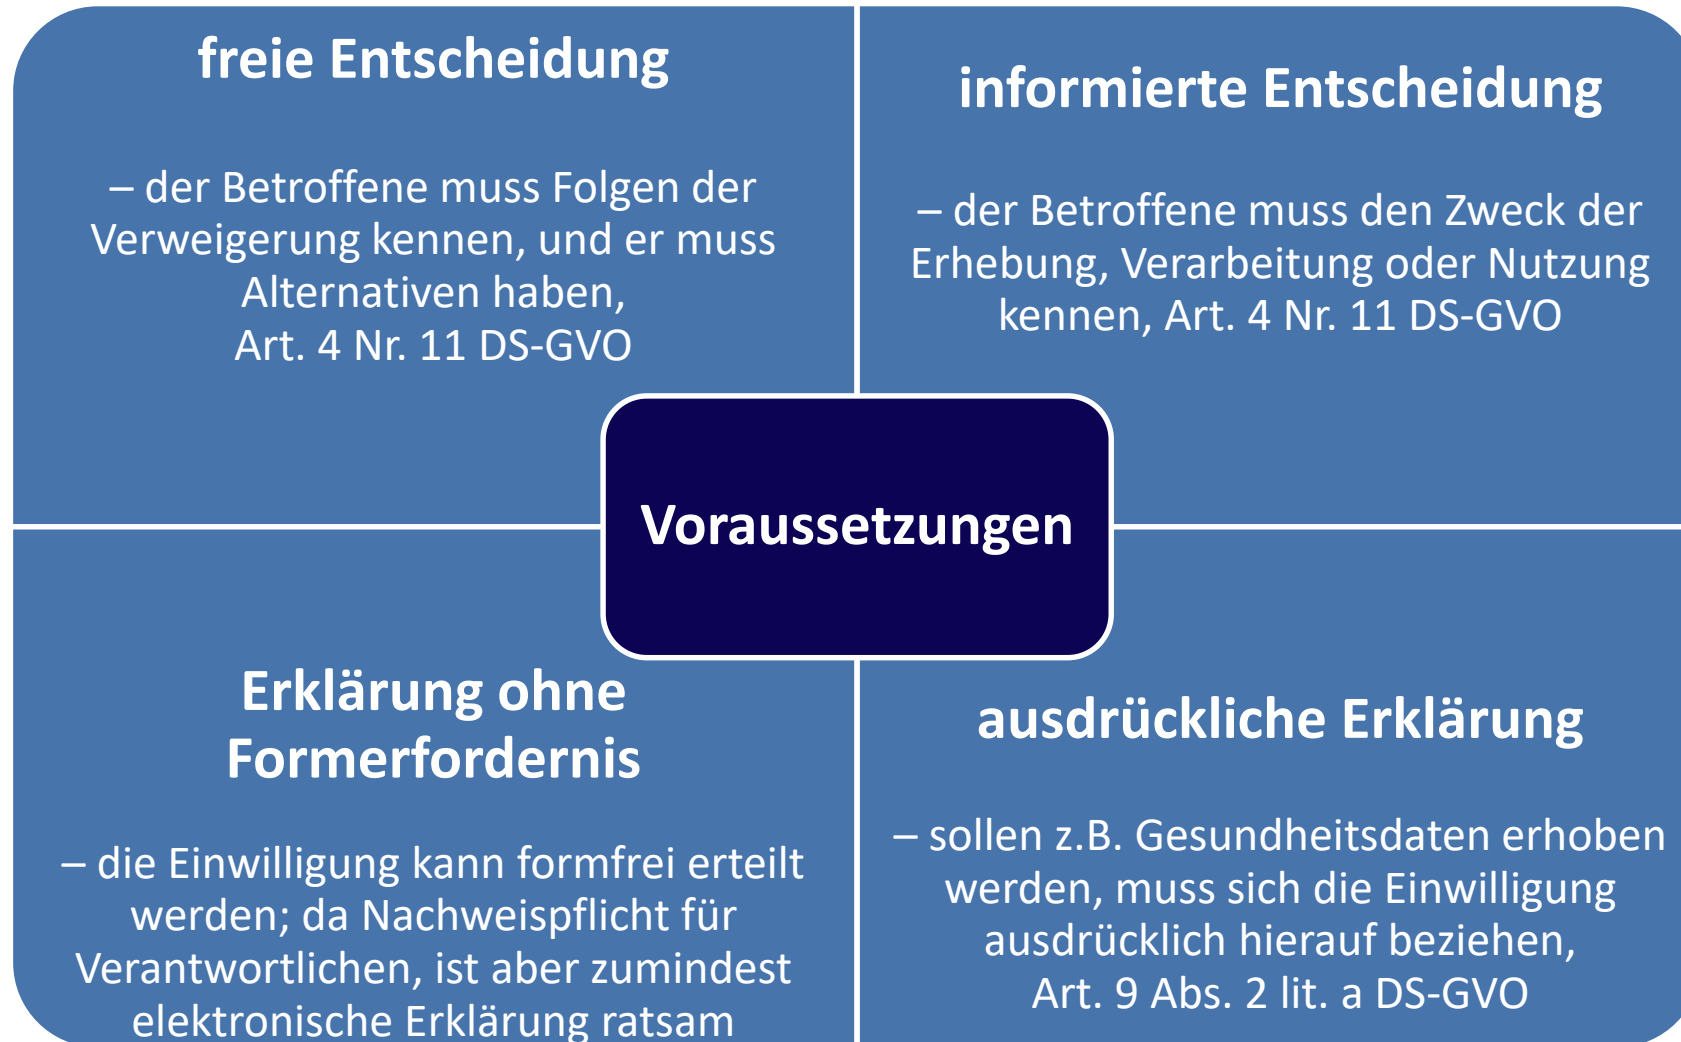 freie Entscheidung
– der Betroffene muss Folgen der
Verweigerung kennen, und er muss
Alternativen haben,
Art. 4 Nr. 11 DS-GVO
informierte Entscheidung
– der Betroffene muss den Zweck der
Erhebung, Verarbeitung oder Nutzung
kennen, Art. 4 Nr. 11 DS-GVO
Voraussetzungen
Erklärung ohne
Formerfordernis
– die Einwilligung kann formfrei erteilt
werden; da Nachweispflicht für
Verantwortlichen, ist aber zumindest
elektronische Erklärung ratsam
ausdrückliche Erklärung
– sollen z.B. Gesundheitsdaten erhoben
werden, muss sich die Einwilligung
ausdrücklich hierauf beziehen,
Art. 9 Abs. 2 lit. a DS-GVO